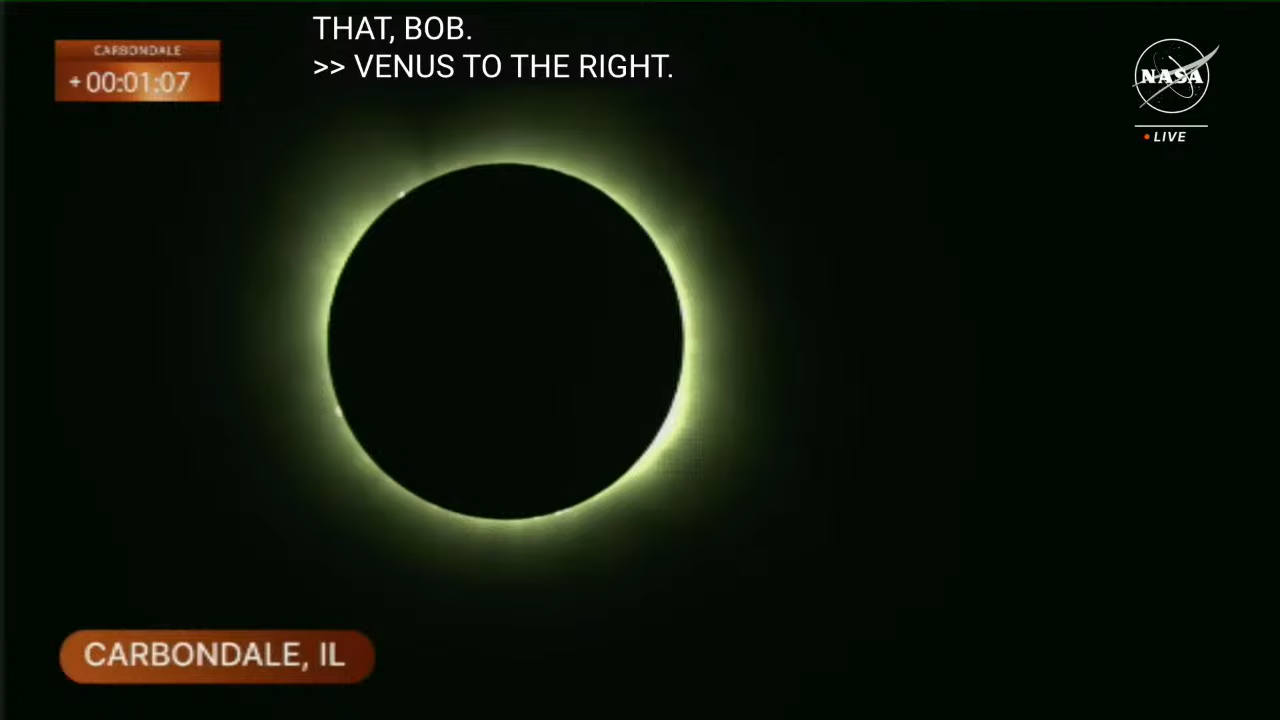 THAT, BOB.
>> VENUS TO THE RIGHT.
CARBONDALE
+00:01:07
NASA
LIVE
CARBONDALE, IL